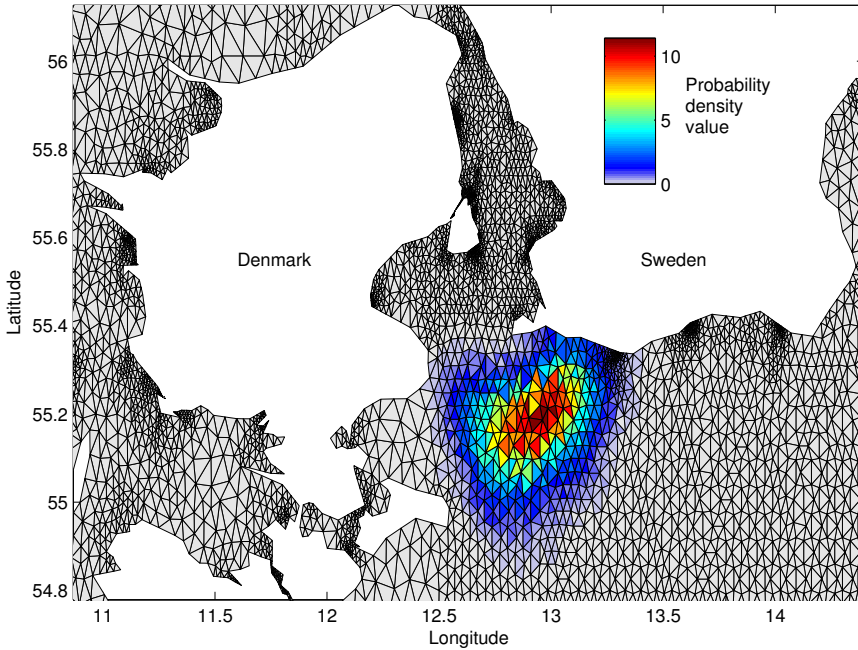 56
55.8
55.6
55.4
55.2
55
54.8
Latitude
11
11.5
12
12.5
13
13.5
14
Longitude
Denmark
Sweden
10
5
0
Probability
density
value